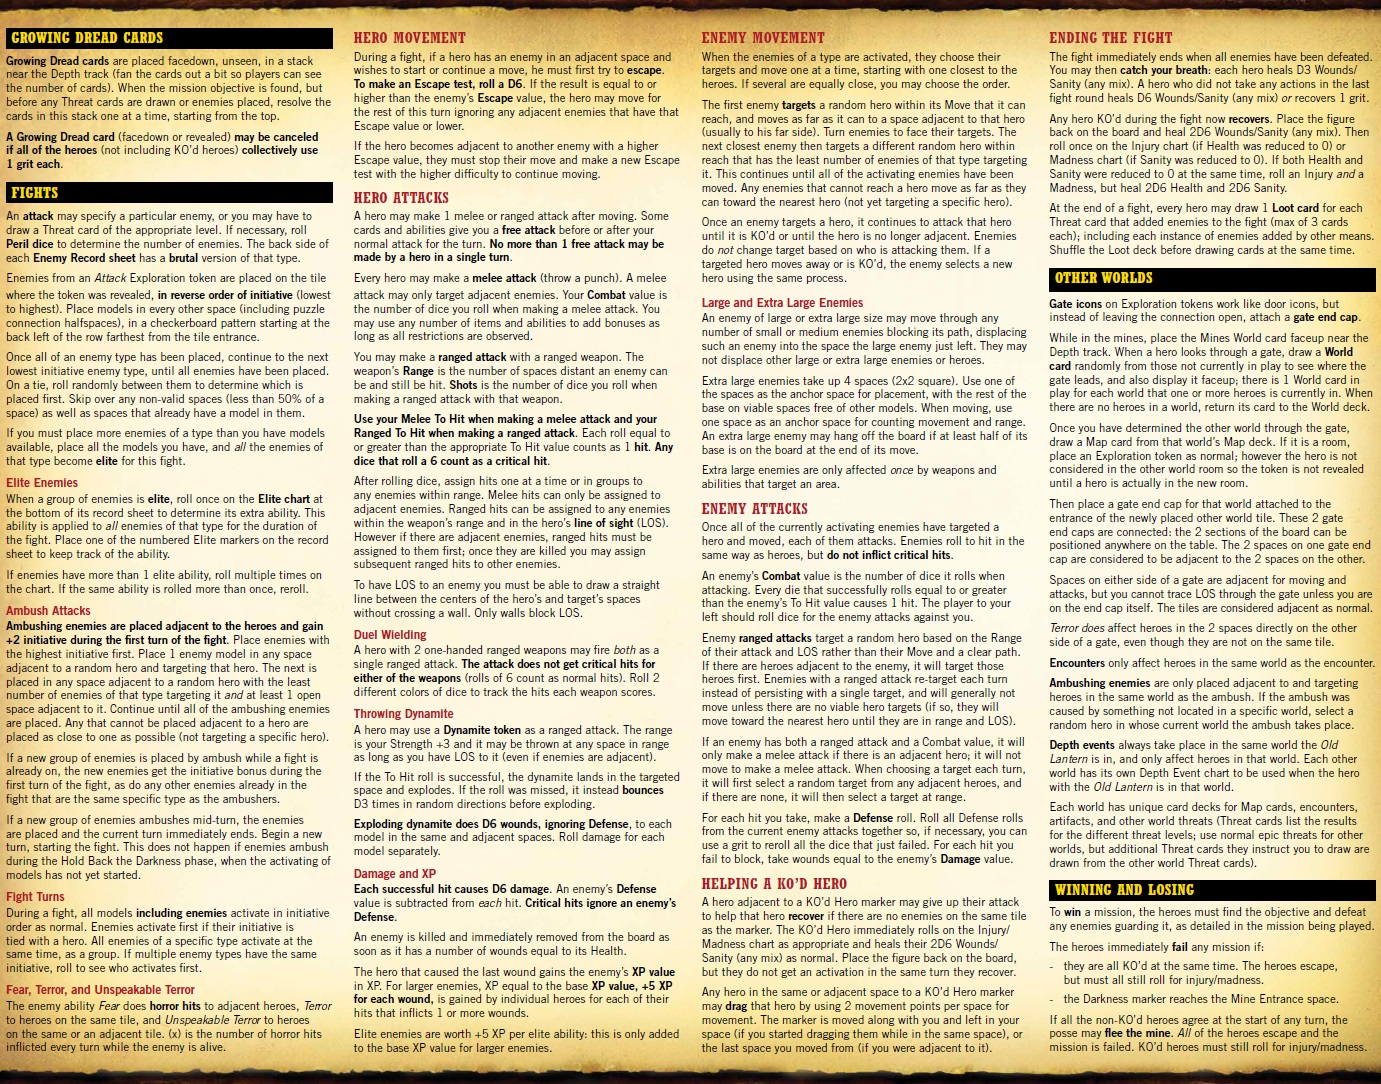 GROWING DREAD CARDS
Growing Dread cards are placed facedown, unseen, in a stack
near the Depth track (fan the cards out a bit so players can see
the number of cards). When the mission objective is found, but
before any Threat cards are drawn or enemies placed, resolve the
cards in this stack one at a time, starting from the top.
A Growing Dread card (facedown or revealed) may be canceled
if all of the heroes (not including KO'd heroes) collectively use
1 grit each.
FIGHTS
An attack may specify a particular enemy, or you may have to
draw a Threat card of the appropriate level. If necessary, roll
Peril dice to determine the number of enemies. The back side of
each Enemy Record sheet has a brutal version of that type.
Enemies from an Attack Exploration token are placed on the tile
where the token was revealed, in reverse order of initiative (lowest
to highest). Place models in every other space (including puzzle
connection halfspaces), in a checkerboard pattern starting at the
back left of the row farthest from the tile entrance.
Once all of an enemy type has been placed, continue to the next
lowest initiative enemy type, until all enemies have been placed.
On a tie, roll randomly between them to determine which is
placed first. Skip over any non-valid spaces (less than 50% of a
space) as well as spaces that already have a model in them.
If you must place more enemies of a type than you have models
available, place all the models you have, and all the enemies of
that type become elite for this fight.
Elite Enemies
When a group of enemies is elite, roll once on the Elite chart at
the bottom of its record sheet to determine its extra ability. This
ability is applied to all enemies of that type for the duration of
the fight. Place one of the numbered Elite markers on the record
sheet to keep track of the ability.
If enemies have more than 1 elite ability, roll multiple times on
the chart. If the same ability is rolled more than once, reroll.
Ambush Attacks
Ambushing enemies are placed adjacent to the heroes and gain
+2 initiative during the first turn of the fight. Place enemies with
the highest initiative first. Place 1 enemy model in any space
adjacent to a random hero and targeting that hero. The next is
placed in any space adjacent to a random hero with the least
number of enemies of that type targeting it and at least 1 open
space adjacent to it. Continue until all of the ambushing enemies
are placed. Any that cannot be placed adjacent to a hero are
placed as close to one as possible (not targeting a specific hero).
If a new group of enemies is placed by ambush while a fight is
already on, the new enemies get the initiative bonus during the
first turn of the fight, as do any other enemies already in the
fight that are the same specific type as the ambushers.
If a new group of enemies ambushes mid-turn, the enemies
are placed and the current turn immediately ends. Begin a new
turn, starting the fight. This does not happen if enemies ambush
during the Hold Back the Darkness phase, when the activating of
models has not yet started.
Fight Turns
During a fight, all models including enemies activate in initiative
order as normal. Enemies activate first if their initiative is
tied with a hero. All enemies of a specific type activate at the
same time, as a group. If multiple enemy types have the same
initiative, roll to see who activates first.
Fear, Terror, and Unspeakable Terror
The enemy ability Fear does horror hits to adjacent heroes, Terror
to heroes on the same tile, and Unspeakable Terror to heroes
on the same or an adjacent tile. (x) is the number of horror hits
inflicted every turn while the enemy is alive.
HERO MOVEMENT
During a fight, if a hero has an enemy in an adjacent space and
wishes to start or continue a move, he must first try to escape.
To make an Escape test, roll a D6. If the result is equal to or
higher than the enemy's Escape value, the hero may move for
the rest of this turn ignoring any adjacent enemies that have that
Escape value or lower.
If the hero becomes adjacent to another enemy with a higher
Escape value, they must stop their move and make a new Escape
test with the higher difficulty to continue moving.
HERO ATTACKS
A hero may make 1 melee or ranged attack after moving. Some
cards and abilities give you a free attack before or after your
normal attack for the turn. No more than 1 free attack may be
made by a hero in a single turn.
Every hero may make a melee attack (throw a punch). A melee
attack may only target adjacent enemies. Your Combat value is
the number of dice you roll when making a melee attack. You
may use any number of items and abilities to add bonuses as
long as all restrictions are observed.
You may make a ranged attack with a ranged weapon. The
weapon's Range is the number of spaces distant an enemy can
be and still be hit. Shots is the number of dice you roll when
making a ranged attack with that weapon.
Use your Melee To Hit when making a melee attack and your
Ranged To Hit when making a ranged attack. Each roll equal to
or greater than the appropriate To Hit value counts as 1 hit. Any
dice that roll a 6 count as a critical hit.
After rolling dice, assign hits one at a time or in groups to
any enemies within range. Melee hits can only be assigned to
adjacent enemies. Ranged hits can be assigned to any enemies
within the weapon's range and in the hero's line of sight (LOS).
However if there are adjacent enemies, ranged hits must be
assigned to them first; once they are killed you may assign
subsequent ranged hits to other enemies.
To have LOS to an enemy you must be able to draw a straight
line between the centers of the hero's and target's spaces
without crossing a wall. Only walls block LOS.
Duel Wielding
A hero with 2 one-handed ranged weapons may fire both as a
single ranged attack. The attack does not get critical hits for
either of the weapons (rolls of 6 count as normal hits). Roll 2
different colors of dice to track the hits each weapon scores.
Throwing Dynamite
A hero may use a Dynamite token as a ranged attack. The range
is your Strength +3 and it may be thrown at any space in range
as long as you have LOS to it (even if enemies are adjacent).
If the To Hit roll is successful, the dynamite lands in the targeted
space and explodes. If the roll was missed, it instead bounces
D3 times in random directions before exploding.
Exploding dynamite does D6 wounds, ignoring Defense, to each
model in the same and adjacent spaces. Roll damage for each
model separately.
Damage and XP
Each successful hit causes D6 damage. An enemy's Defense
value is subtracted from each hit. Critical hits ignore an enemy's
Defense.
An enemy is killed and immediately removed from the board as
soon as it has a number of wounds equal to its Health.
The hero that caused the last wound gains the enemy's XP value
in XP. For larger enemies, XP equal to the base XP value, +5 XP
for each wound, is gained by individual heroes for each of their
hits that inflicts 1 or more wounds.
Elite enemies are worth +5 XP per elite ability: this is only added
to the base XP value for larger enemies.
ENEMY MOVEMENT
When the enemies of a type are activated, they choose their
targets and move one at a time, starting with one closest to the
heroes. If several are equally close, you may choose the order.
The first enemy targets a random hero within its Move that it can
reach, and moves as far as it can to a space adjacent to that hero
(usually to his far side). Turn enemies to face their targets. The
next closest enemy then targets a different random hero within
reach that has the least number of enemies of that type targeting
it. This continues until all of the activating enemies have been
moved. Any enemies that cannot reach a hero move as far as they
can toward the nearest hero (not yet targeting a specific hero).
Once an enemy targets a hero, it continues to attack that hero
until it is KO'd or until the hero is no longer adjacent. Enemies
do not change target based on who is attacking them. If a
targeted hero moves away or is KO'd, the enemy selects a new
hero using the same process.
Large and Extra Large Enemies
An enemy of large or extra large size may move through any
number of small or medium enemies blocking its path, displacing
such an enemy into the space the large enemy just left. They may
not displace other large or extra large enemies or heroes.
Extra large enemies take up 4 spaces (2x2 square). Use one of
the spaces as the anchor space for placement, with the rest of the
base on viable spaces free of other models. When moving, use
one space as an anchor space for counting movement and range.
An extra large enemy may hang off the board if at least half of its
base is on the board at the end of its move.
Extra large enemies are only affected once by weapons and
abilities that target an area.
ENEMY ATTACKS
Once all of the currently activating enemies have targeted a
hero and moved, each of them attacks. Enemies roll to hit in the
same way as heroes, but do not inflict critical hits.
An enemy's Combat value is the number of dice it rolls when
attacking. Every die that successfully rolls equal to or greater
than the enemy's To Hit value causes 1 hit. The player to your
left should roll dice for the enemy attacks against you.
Enemy ranged attacks target a random hero based on the Range
of their attack and LOS rather than their Move and a clear path.
If there are heroes adjacent to the enemy, it will target those
heroes first. Enemies with a ranged attack re-target each turn
instead of persisting with a single target, and will generally not
move unless there are no viable hero targets (if so, they will
move toward the nearest hero until they are in range and LOS).
If an enemy has both a ranged attack and a Combat value, it will
only make a melee attack if there is an adjacent hero; it will not
move to make a melee attack. When choosing a target each turn,
it will first select a random target from any adjacent heroes, and
if there are none, it will then select a target at range.
For each hit you take, make a Defense roll. Roll all Defense rolls
from the current enemy attacks together so, if necessary, you can
use a grit to reroll all the dice that just failed. For each hit you
fail to block, take wounds equal to the enemy's Damage value.
HELPING A KO'D HERO
A hero adjacent to a KO'd Hero marker may give up their attack
to help that hero recover if there are no enemies on the same tile
as the marker. The KO'd Hero immediately rolls on the Injury/
Madness chart as appropriate and heals their 2D6 Wounds/
Sanity (any mix) as normal. Place the figure back on the board,
but they do not get an activation in the same turn they recover.
Any hero in the same or adjacent space to a KO'd Hero marker
may drag that hero by using 2 movement points per space for
movement. The marker is moved along with you and left in your
space (if you started dragging them while in the same space), or
the last space you moved from (if you were adjacent to it).
ENDING THE FIGHT
The fight immediately ends when all enemies have been defeated.
You may then catch your breath: each hero heals D3 Wounds/
Sanity (any mix). A hero who did not take any actions in the last
fight round heals D6 Wounds/Sanity (any mix) or recovers 1 grit.
Any hero KO'd during the fight now recovers. Place the figure
back on the board and heal 2D6 Wounds/Sanity (any mix). Then
roll once on the Injury chart (if Health was reduced to 0) or
Madness chart (if Sanity was reduced to 0). If both Health and
Sanity were reduced to 0 at the same time, roll an Injury and a
Madness, but heal 2D6 Health and 2D6 Sanity.
At the end of a fight, every hero may draw 1 Loot card for each
Threat card that added enemies to the fight (max of 3 cards
each); including each instance of enemies added by other means.
Shuffle the Loot deck before drawing cards at the same time.
OTHER WORLDS
Gate icons on Exploration tokens work like door icons, but
instead of leaving the connection open, attach a gate end cap.
While in the mines, place the Mines World card faceup near the
Depth track. When a hero looks through a gate, draw a World
card randomly from those not currently in play to see where the
gate leads, and also display it faceup; there is 1 World card in
play for each world that one or more heroes is currently in. When
there are no heroes in a world, return its card to the World deck.
Once you have determined the other world through the gate,
draw a Map card from that world's Map deck. If it is a room,
place an Exploration token as normal; however the hero is not
considered in the other world room so the token is not revealed
until a hero is actually in the new room.
Then place a gate end cap for that world attached to the
entrance of the newly placed other world tile. These 2 gate
end caps are connected: the 2 sections of the board can be
positioned anywhere on the table. The 2 spaces on one gate end
cap are considered to be adjacent to the 2 spaces on the other.
Spaces on either side of a gate are adjacent for moving and
attacks, but you cannot trace LOS through the gate unless you are
on the end cap itself. The tiles are considered adjacent as normal.
Terror does affect heroes in the 2 spaces directly on the other
side of a gate, even though they are not on the same tile.
Encounters only affect heroes in the same world as the encounter.
Ambushing enemies are only placed adjacent to and targeting
heroes in the same world as the ambush. If the ambush was
caused by something not located in a specific world, select a
random hero in whose current world the ambush takes place.
Depth events always take place in the same world the Old
Lantern is in, and only affect heroes in that world. Each other
world has its own Depth Event chart to be used when the hero
with the Old Lantern is in that world.
Each world has unique card decks for Map cards, encounters,
artifacts, and other world threats (Threat cards list the results
for the different threat levels; use normal epic threats for other
worlds, but additional Threat cards they instruct you to draw are
drawn from the other world Threat cards).
WINNING AND LOSING
To win a mission, the heroes must find the objective and defeat
any enemies guarding it, as detailed in the mission being played.
The heroes immediately fail any mission if:
- they are all KO'd at the same time. The heroes escape,
but must still all roll for injury/madness.
- the Darkness marker reaches the Mine Entrance space.
If all the non-KO'd heroes agree at the start of any turn, the
posse may flee the mine. All of the heroes escape and the
mission is failed. KO'd heroes must still roll for injury/madness.